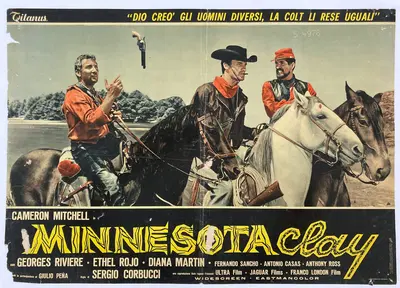 Titanus
"DIO CREO' GLI UOMINI DIVERSI, LA COLT LI RESE UGUALI"
CAMERON MITCHELL
MINNESOTA Clay
GEORGES RIVIERE · ETHEL ROJO · DIANA MARTIN · FERNANDO SANCHO · ANTONIO CASAS · ANTHONY ROSS
GIULIO PEÑA
SERGIO CORBUCCI
ULTRA Film · JAGUAR Films · FRANCO LONDON Film
WIDESCREEN · EASTMANCOLOR